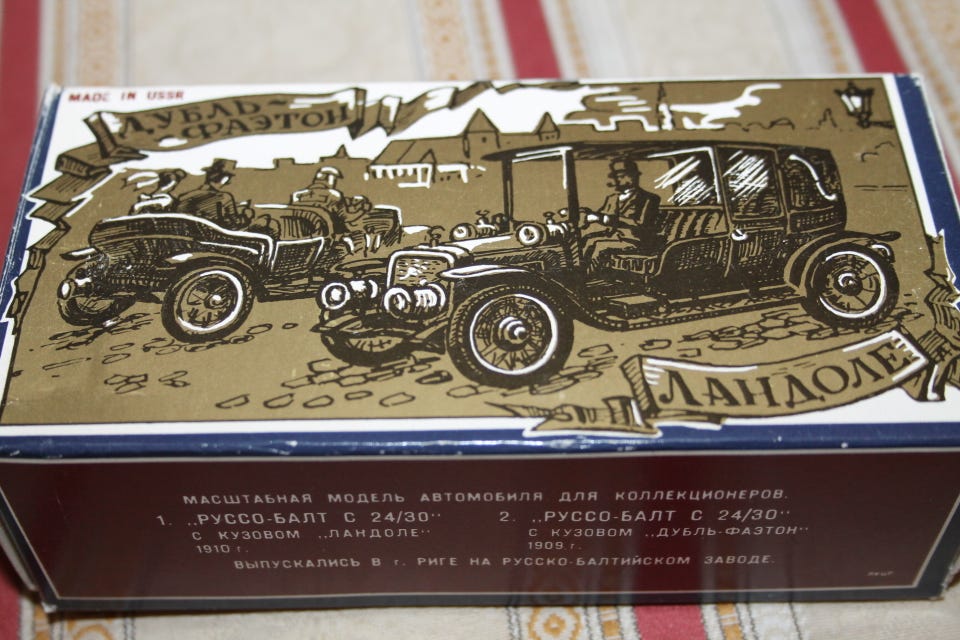 MADE IN USSR
ДУБЛЬ-
ФАЭТОН
ЛАНДОЛЕ
МАСШТАБНАЯ МОДЕЛЬ АВТОМОБИЛЯ ДЛЯ КОЛЛЕКЦИОНЕРОВ.
1. „РУССО-БАЛТ С 24/30" 2. „РУССО-БАЛТ С 24/30"
С КУЗОВОМ „ЛАНДОЛЕ" С КУЗОВОМ „ДУБЛЬ-ФАЭТОН"
1910 г. 1909 г.
ВЫПУСКАЛИСЬ В г. РИГЕ НА РУССКО-БАЛТИЙСКОМ ЗАВОДЕ.